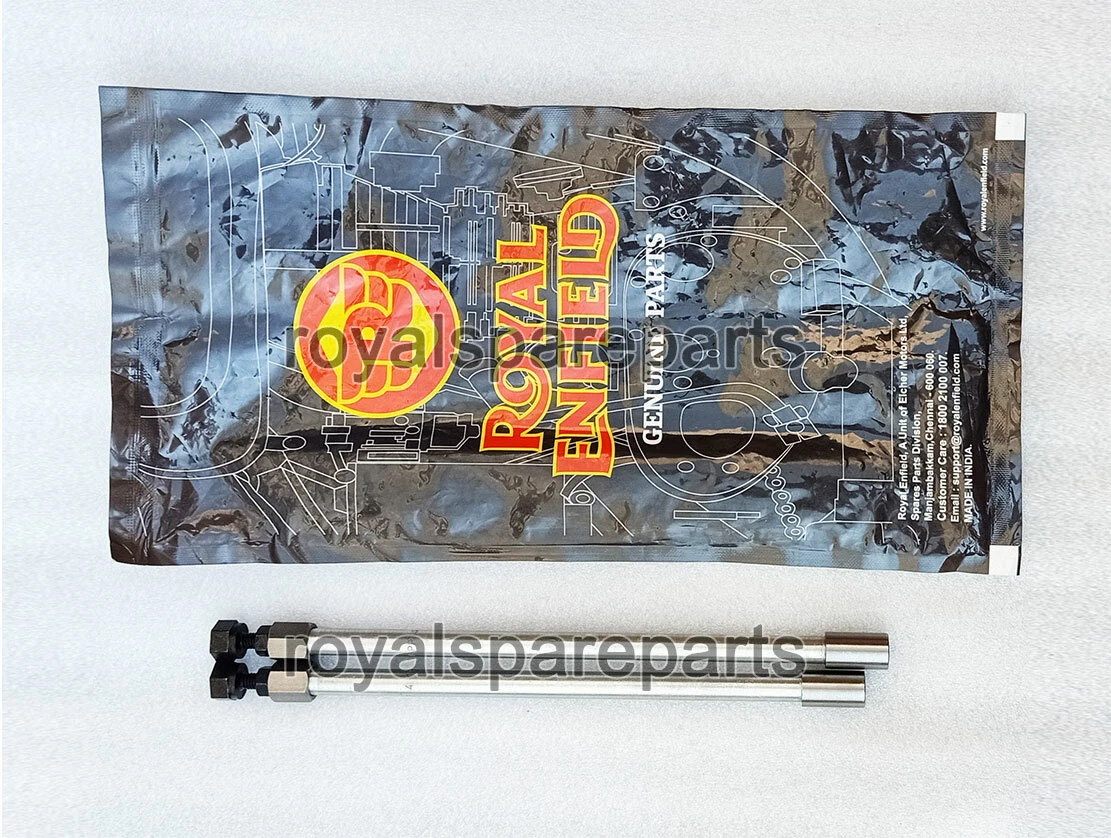 ROYAL
ENFIELD
GENUINE PARTS
www.royalenfield.com
Royal Enfield, A Unit of Eicher Motors Ltd.
Spares Parts Division,
Manjambakkam,Chennai - 600 060.
Customer Care : 1800 2100 007.
Email : support@royalenfield.com
MADE IN INDIA.
royalspareparts
royalspareparts
4